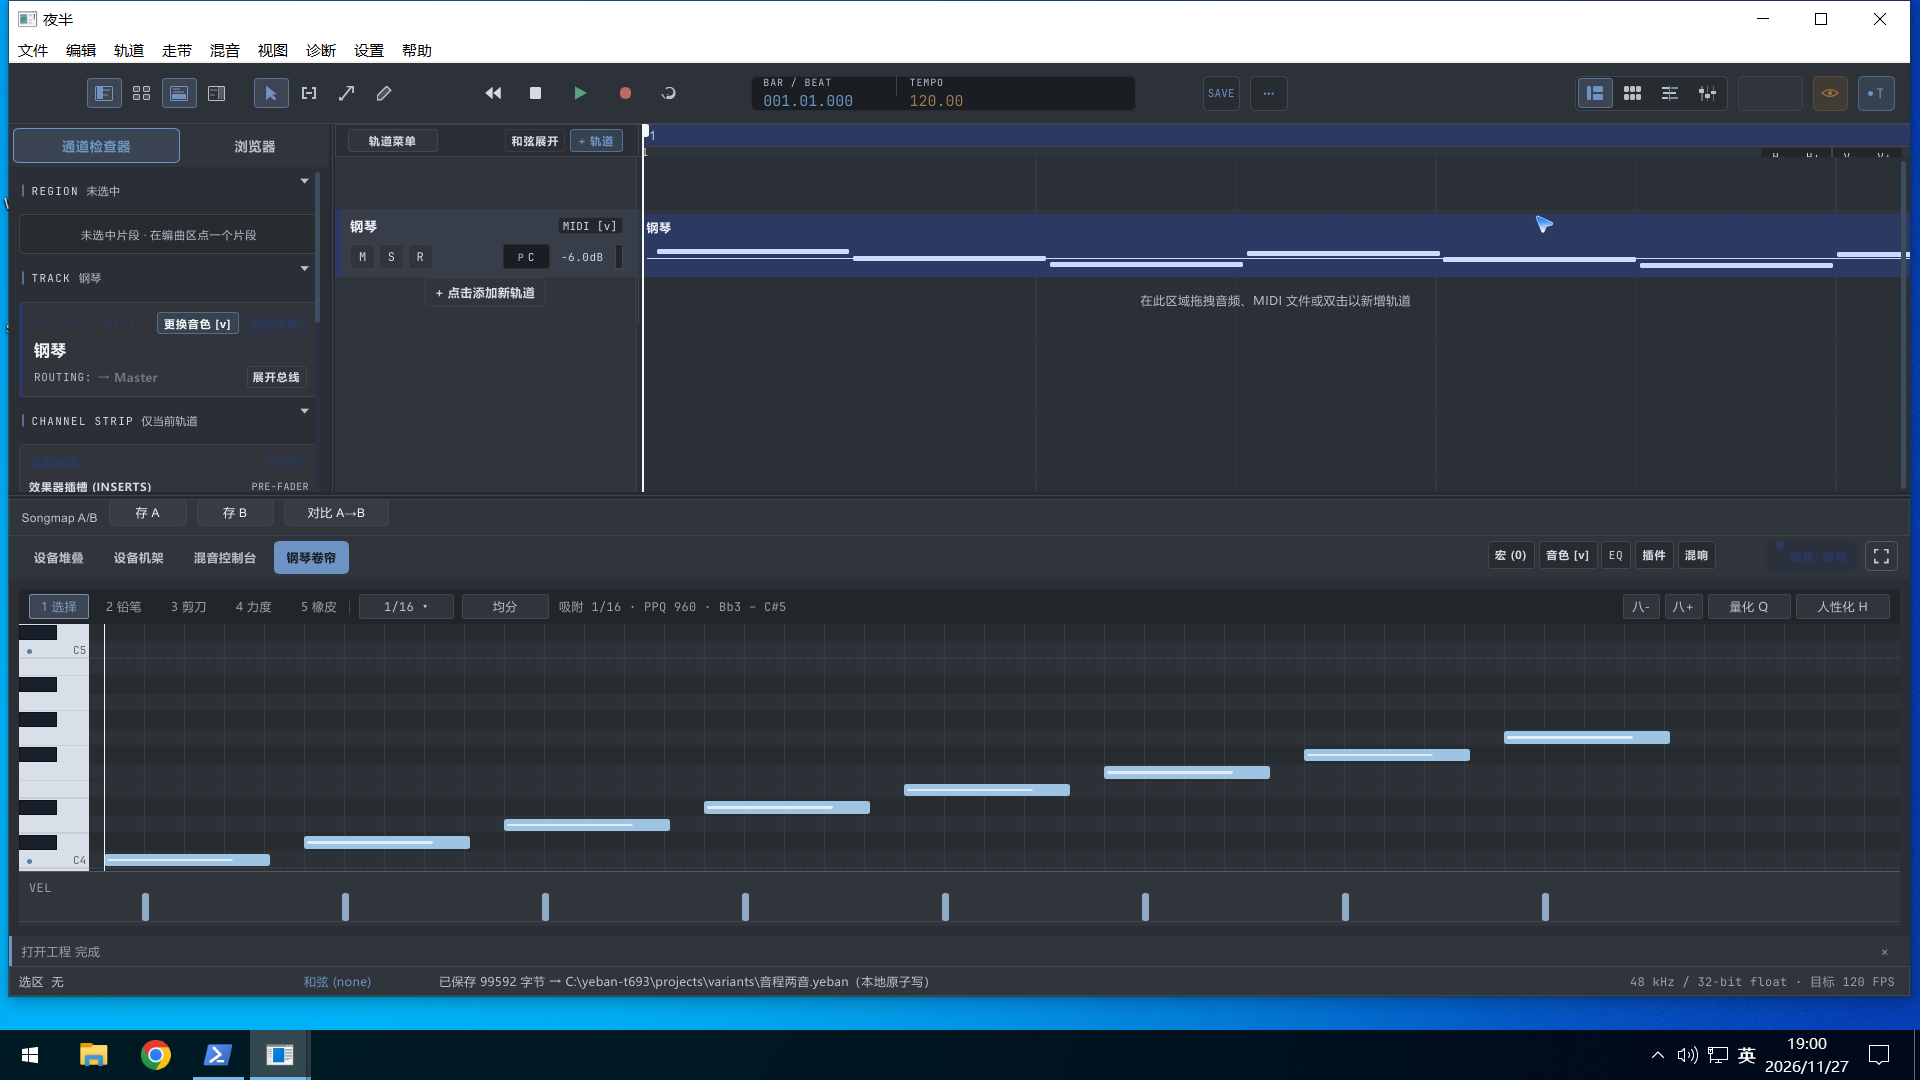 夜半
文件 编辑 轨道 走带 混音 视图 诊断 设置 帮助
BAR / BEAT
001.01.000
TEMPO
120.00
SAVE
...
• T
通道检查器
浏览器
轨道菜单
和弦展开
+ 轨道
1
1
REGION 未选中
未选中片段 · 在编曲区点一个片段
TRACK 钢琴
更换音色 [v]
钢琴
ROUTING: → Master
展开总线
CHANNEL STRIP 仅当前轨道
效果器插槽 (INSERTS)
PRE-FADER
钢琴
MIDI [v]
M S R
P C
-6.0dB
+ 点击添加新轨道
钢琴
在此区域拖拽音频、MIDI 文件或双击以新增轨道
Songmap A/B
存 A
存 B
对比 A→B
设备堆叠
设备机架
混音控制台
钢琴卷帘
宏 (0)
音色 [v]
EQ
插件
混响
1 选择
2 铅笔
3 剪刀
4 力度
5 橡皮
1/16
均分
吸附 1/16 · PPQ 960 · Bb3 – C#5
八-
八+
量化 Q
人性化 H
C5
C4
VEL
打开工程 完成
×
选区 无
和弦 (none)
已保存 99592 字节 → C:\yeban-t693\projects\variants\音程两音.yeban（本地原子写）
48 kHz / 32-bit float · 目标 120 FPS
英
19:00
2026/11/27